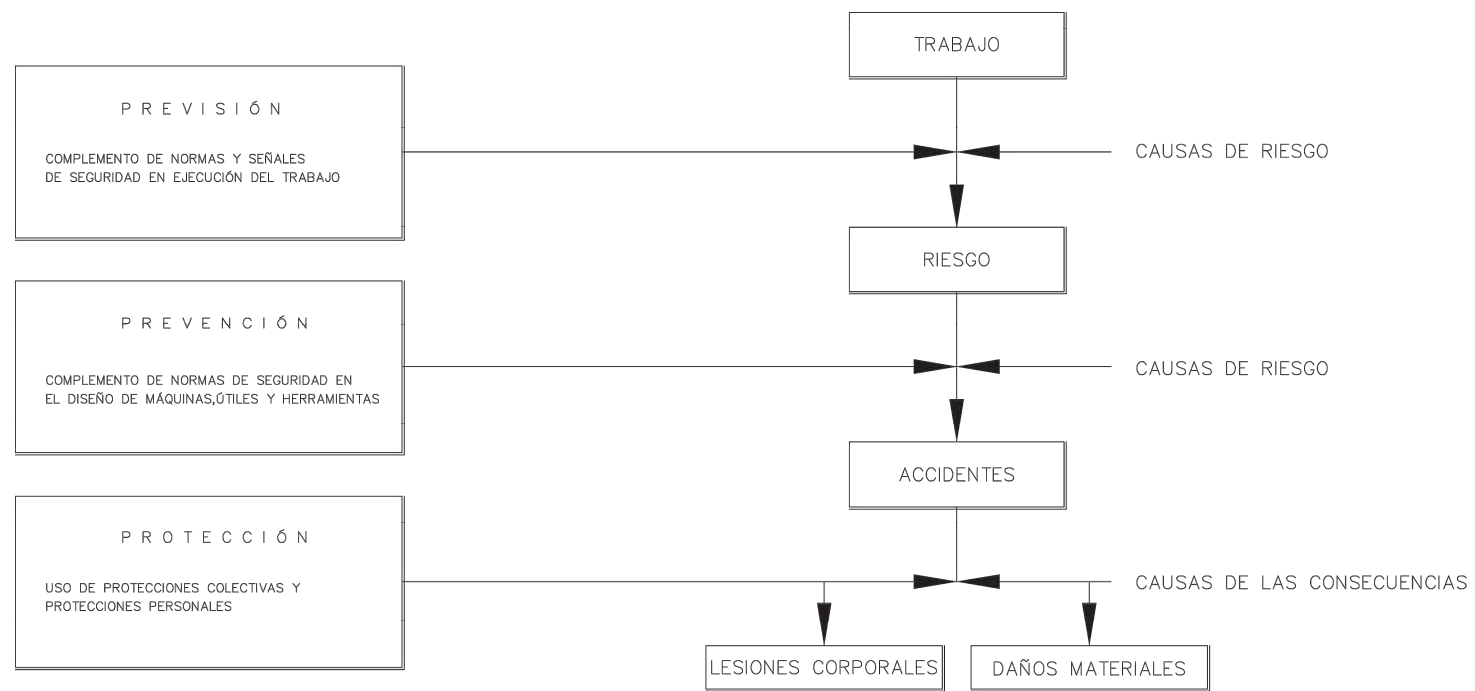 TRABAJO
PREVISIÓN
COMPLEMENTO DE NORMAS Y SEÑALES
DE SEGURIDAD EN EJECUCIÓN DEL TRABAJO
CAUSAS DE RIESGO
RIESGO
PREVENCIÓN
COMPLEMENTO DE NORMAS DE SEGURIDAD EN
EL DISEÑO DE MÁQUINAS,ÚTILES Y HERRAMIENTAS
CAUSAS DE RIESGO
ACCIDENTES
PROTECCIÓN
USO DE PROTECCIONES COLECTIVAS Y
PROTECCIONES PERSONALES
CAUSAS DE LAS CONSECUENCIAS
LESIONES CORPORALES
DAÑOS MATERIALES